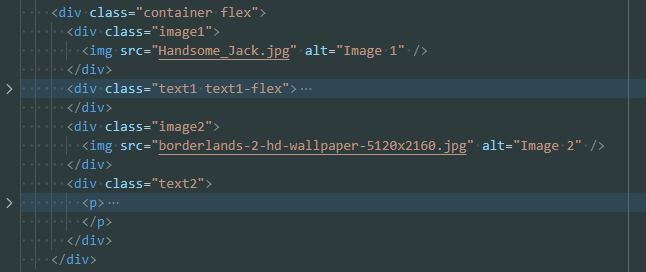 <div class="container flex">
<div class="image1">
<img src="Handsome_Jack.jpg" alt="Image 1" />
</div>
<div class="text1 text1-flex">…
</div>
<div class="image2">
<img src="borderlands-2-hd-wallpaper-5120x2160.jpg" alt="Image 2" />
</div>
<div class="text2">
<p>…
</p>
</div>
</div>